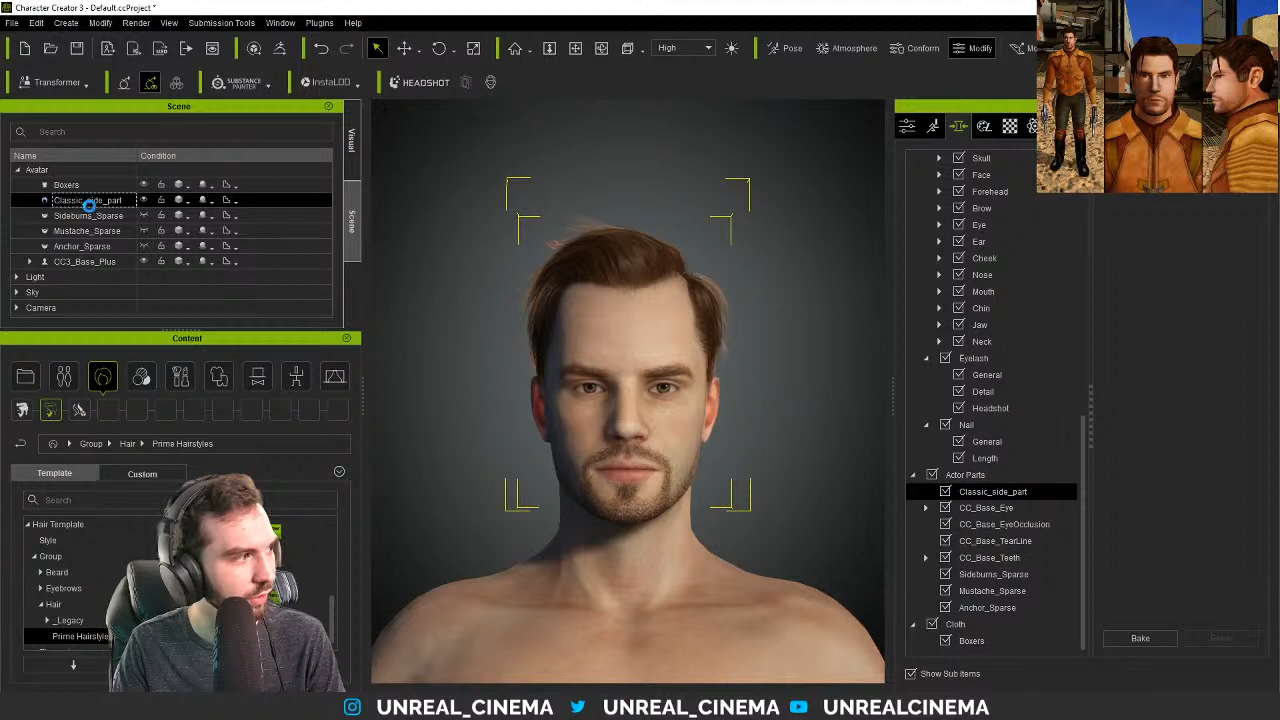 Character Creator 3 - Default.ccProject *
File Edit Create Modify Render View Submission Tools Window Plugins Help
High
Pose
Atmosphere
Conform
Modify
Transformer
SUBSTANCE PAINTER
InstaLOD
HEADSHOT
Scene
Search
Name Condition
Avatar
Boxers
Classic_side_part
Sideburns_Sparse
Mustache_Sparse
Anchor_Sparse
CC3_Base_Plus
Light
Sky
Camera
Visual
Scene
Content
Group Hair Prime Hairstyles
Template Custom
Search
Hair Template
Style
Group
Beard
Eyebrows
Hair
_Legacy
Prime Hairstyle
Skull
Face
Forehead
Brow
Eye
Ear
Cheek
Nose
Mouth
Chin
Jaw
Neck
Eyelash
General
Detail
Headshot
Nail
General
Length
Actor Parts
Classic_side_part
CC_Base_Eye
CC_Base_EyeOcclusion
CC_Base_TearLine
CC_Base_Teeth
Sideburns_Sparse
Mustache_Sparse
Anchor_Sparse
Cloth
Boxers
Show Sub Items
Bake
UNREAL_CINEMA UNREAL_CINEMA UNREALCINEMA